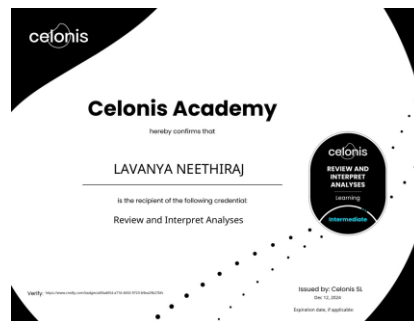 celonis
Celonis Academy
hereby confirms that
LAVANYA NEETHIRAJ
is the recipient of the following credential:
Review and Interpret Analyses
celonis
REVIEW AND
INTERPRET
ANALYSES
Learning
Intermediate
Verify:
Issued by: Celonis SL
Dec 12, 2024
Expiration date, if applicable: